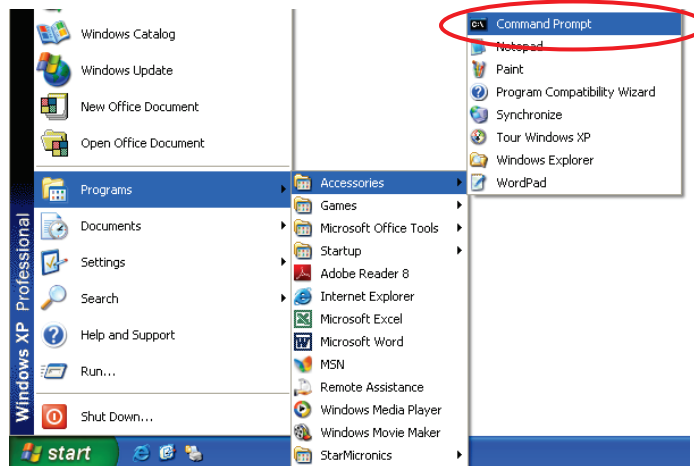 Windows Catalog
Windows Update
New Office Document
Open Office Document
Programs
Documents
Settings
Search
Help and Support
Run...
Shut Down...
Windows XP Professional
start
Accessories
Games
Microsoft Office Tools
Startup
Adobe Reader 8
Internet Explorer
Microsoft Excel
Microsoft Word
MSN
Remote Assistance
Windows Media Player
Windows Movie Maker
StarMicronics
Command Prompt
Notepad
Paint
Program Compatibility Wizard
Synchronize
Tour Windows XP
Windows Explorer
WordPad